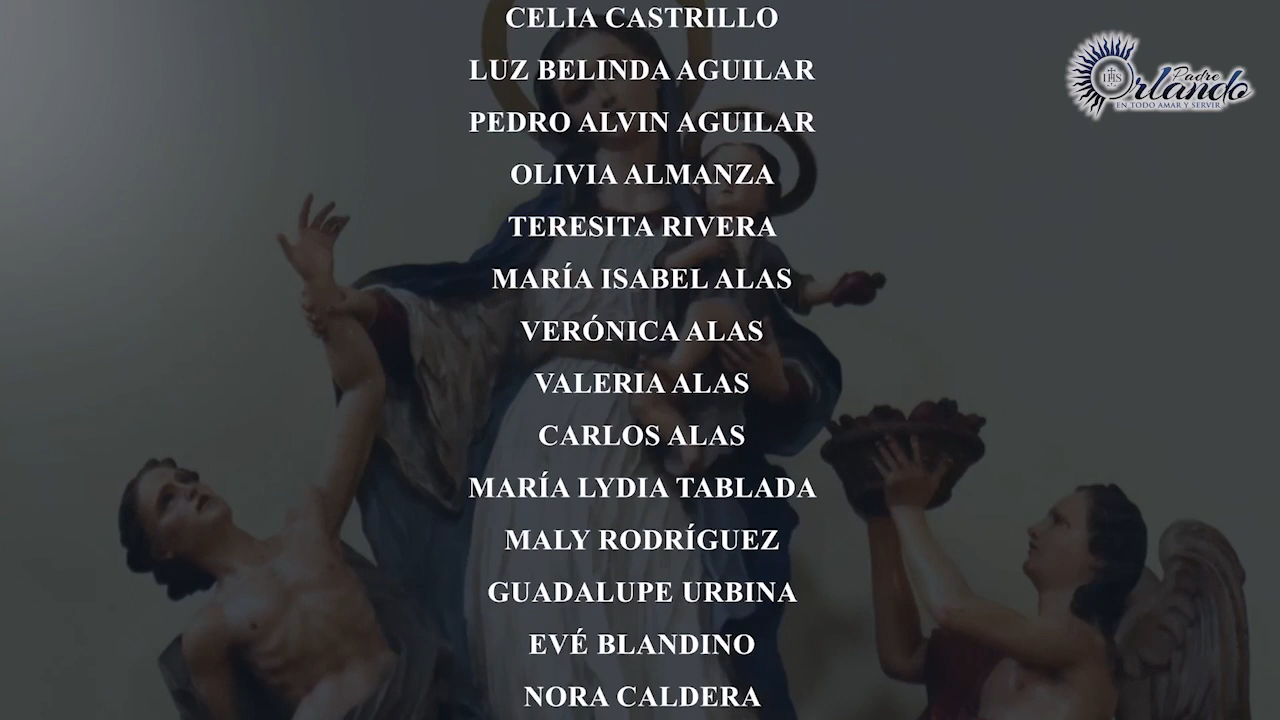 CELIA CASTRILLO
LUZ BELINDA AGUILAR
PEDRO ALVIN AGUILAR
OLIVIA ALMANZA
TERESITA RIVERA
MARÍA ISABEL ALAS
VERÓNICA ALAS
VALERIA ALAS
CARLOS ALAS
MARÍA LYDIA TABLADA
MALY RODRÍGUEZ
GUADALUPE URBINA
EVÉ BLANDINO
NORA CALDERA
IHS
Padre
Orlando
EN TODO AMAR Y SERVIR